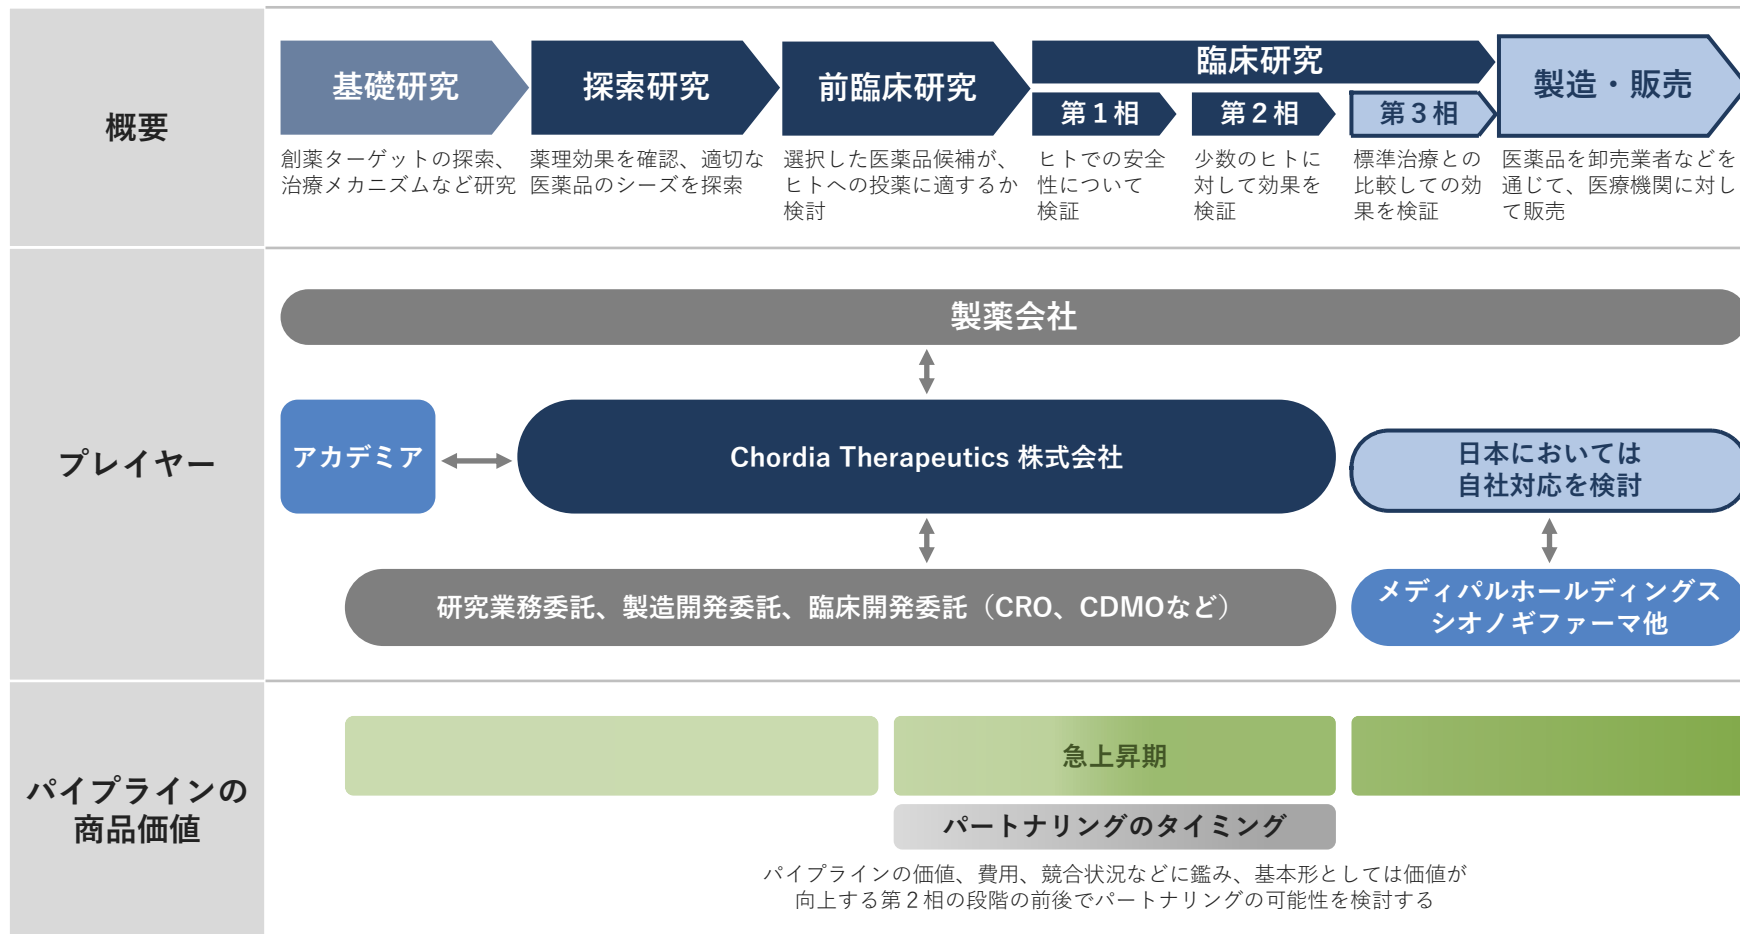 概要
基礎研究
探索研究
前臨床研究
臨床研究
第１相
第２相
第３相
製造・販売
創薬ターゲットの探索、
治療メカニズムなど研究
薬理効果を確認、適切な
医薬品のシーズを探索
選択した医薬品候補が、
ヒトへの投薬に適するか
検討
ヒトでの安全
性について
検証
少数のヒトに
対して効果を
検証
標準治療との
比較しての効
果を検証
医薬品を卸売業者などを
通じて、医療機関に対し
て販売
プレイヤー
製薬会社
アカデミア
Chordia Therapeutics 株式会社
日本においては
自社対応を検討
研究業務委託、製造開発委託、臨床開発委託（CRO、CDMOなど）
メディパルホールディングス
シオノギファーマ他
パイプラインの
商品価値
急上昇期
パートナリングのタイミング
パイプラインの価値、費用、競合状況などに鑑み、基本形としては価値が
向上する第２相の段階の前後でパートナリングの可能性を検討する